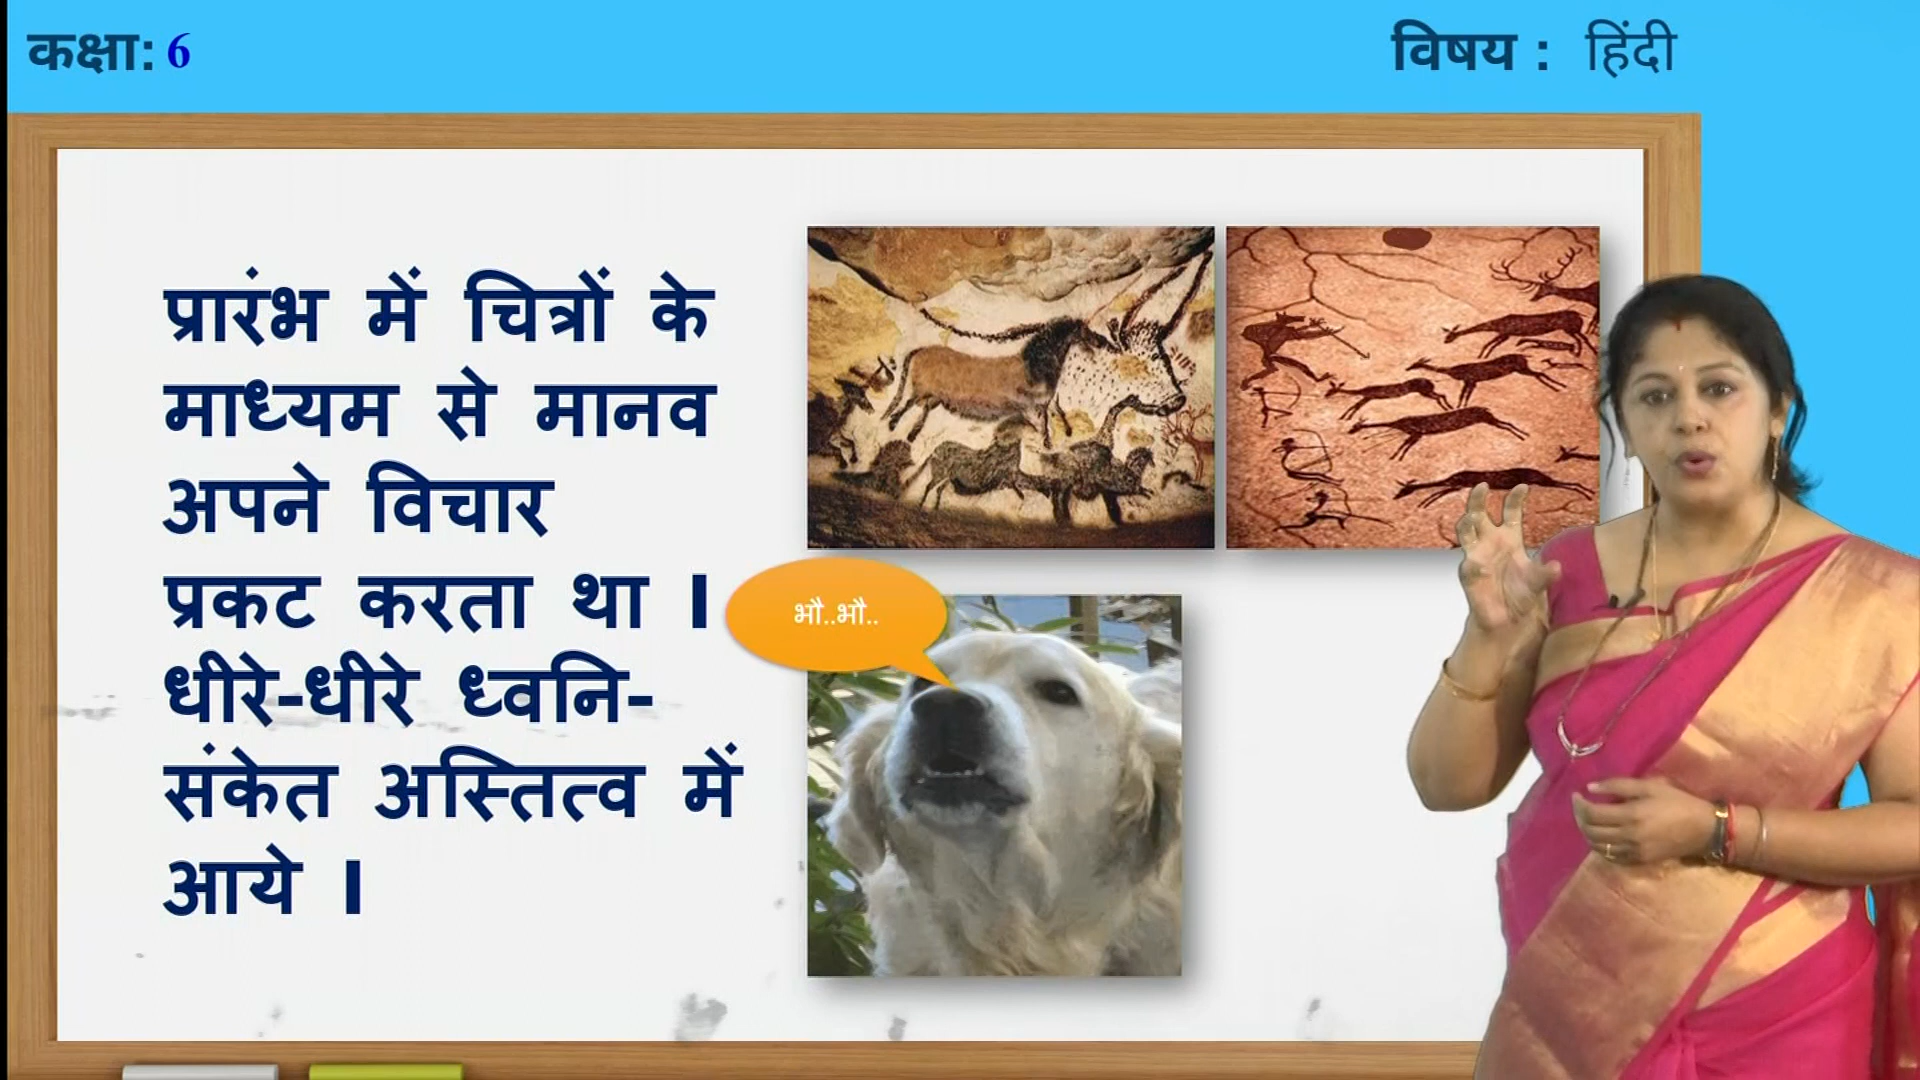 कक्षा: 6
विषय : हिंदी
प्रारंभ में चित्रों के
माध्यम से मानव
अपने विचार
प्रकट करता था ।
धीरे-धीरे ध्वनि-
संकेत अस्तित्व में
आये ।
भौ..भौ..